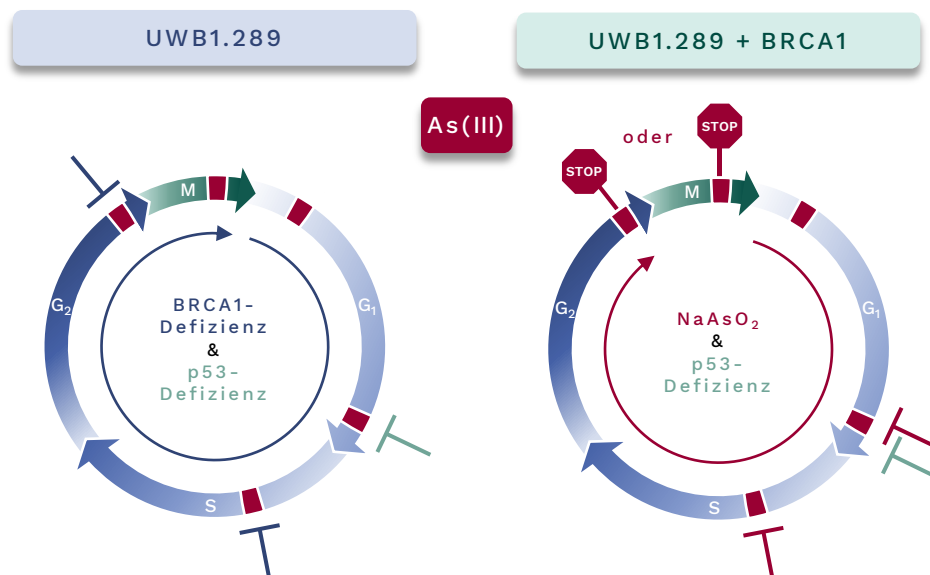 UWB1.289
UWB1.289 + BRCA1
As(III)
oder
STOP
STOP
M
G₂
G₁
S
BRCA1-
Defizienz
&
p53-
Defizienz
M
G₂
G₁
S
NaAsO₂
&
p53-
Defizienz